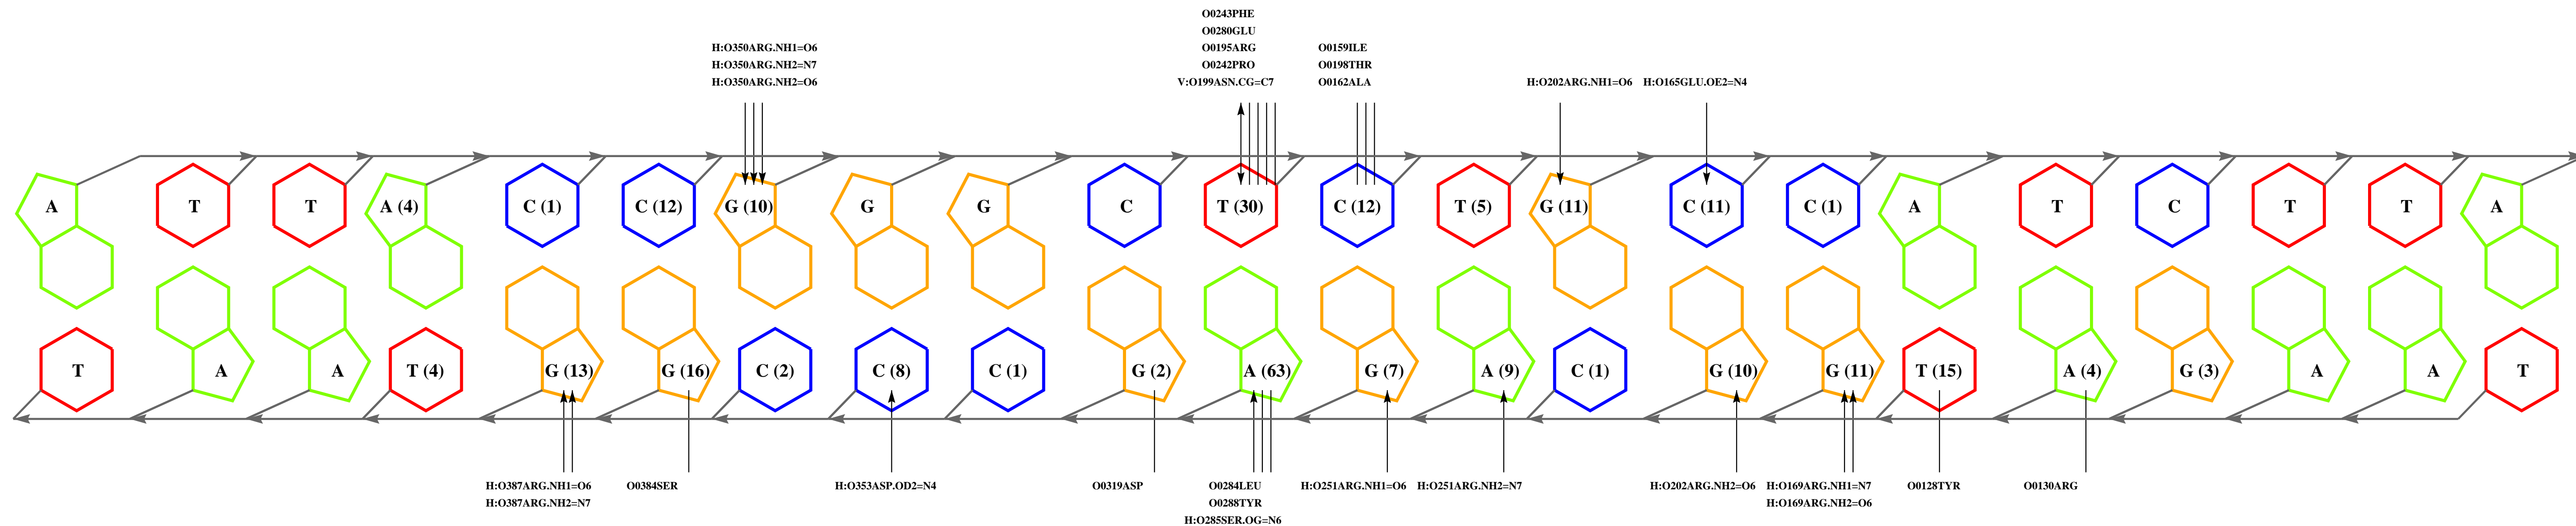 O0243PHE
O0280GLU
H:O350ARG.NH1=O6 O0195ARG O0159ILE
H:O350ARG.NH2=N7 O0242PRO O0198THR
H:O350ARG.NH2=O6 V:O199ASN.CG=C7 O0162ALA H:O202ARG.NH1=O6 H:O165GLU.OE2=N4
A T T A (4) C (1) C (12) G (10) G G C T (30) C (12) T (5) G (11) C (11) C (1) A T C T T A
T A A T (4) G (13) G (16) C (2) C (8) C (1) G (2) A (63) G (7) A (9) C (1) G (10) G (11) T (15) A (4) G (3) A A T
H:O387ARG.NH1=O6 O0384SER H:O353ASP.OD2=N4 O0319ASP O0284LEU H:O251ARG.NH1=O6 H:O251ARG.NH2=N7 H:O202ARG.NH2=O6 H:O169ARG.NH1=N7 O0128TYR O0130ARG
H:O387ARG.NH2=N7 O0288TYR H:O169ARG.NH2=O6
H:O285SER.OG=N6